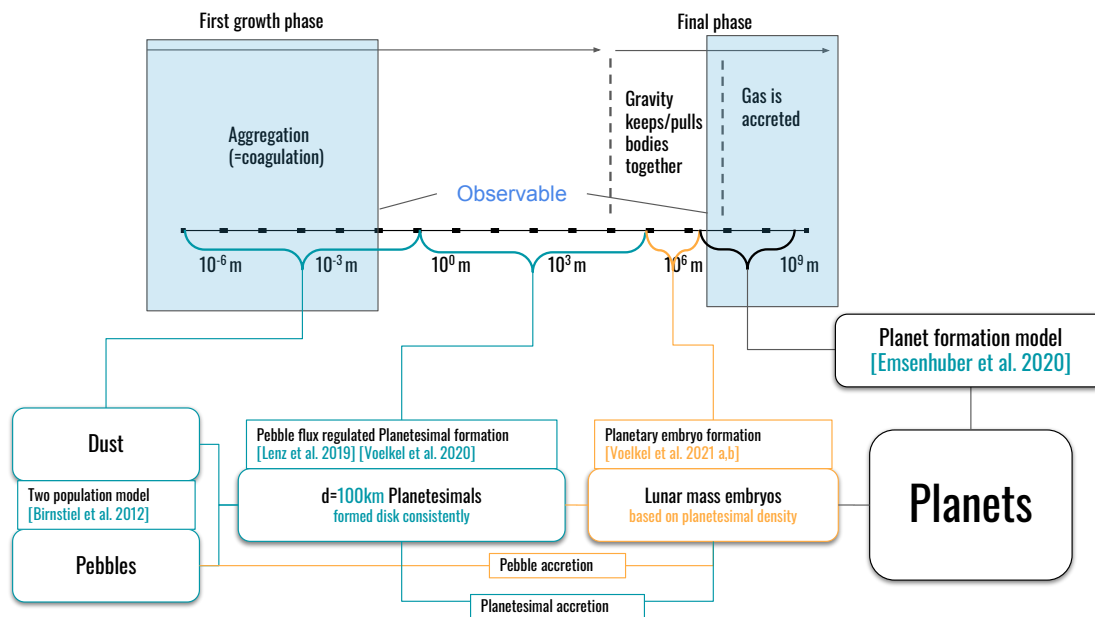 First growth phase
Final phase
Aggregation
(=coagulation)
Gravity
keeps/pulls
bodies
together
Gas is
accreted
Observable
10⁻⁶ m
10⁻³ m
10⁰ m
10³ m
10⁶ m
10⁹ m
Planet formation model
[Emsenhuber et al. 2020]
Dust
Two population model
[Birnstiel et al. 2012]
Pebbles
Pebble flux regulated Planetesimal formation
[Lenz et al. 2019] [Voelkel et al. 2020]
d=100km Planetesimals
formed disk consistently
Planetary embryo formation
[Voelkel et al. 2021 a,b]
Lunar mass embryos
based on planetesimal density
Planets
Pebble accretion
Planetesimal accretion